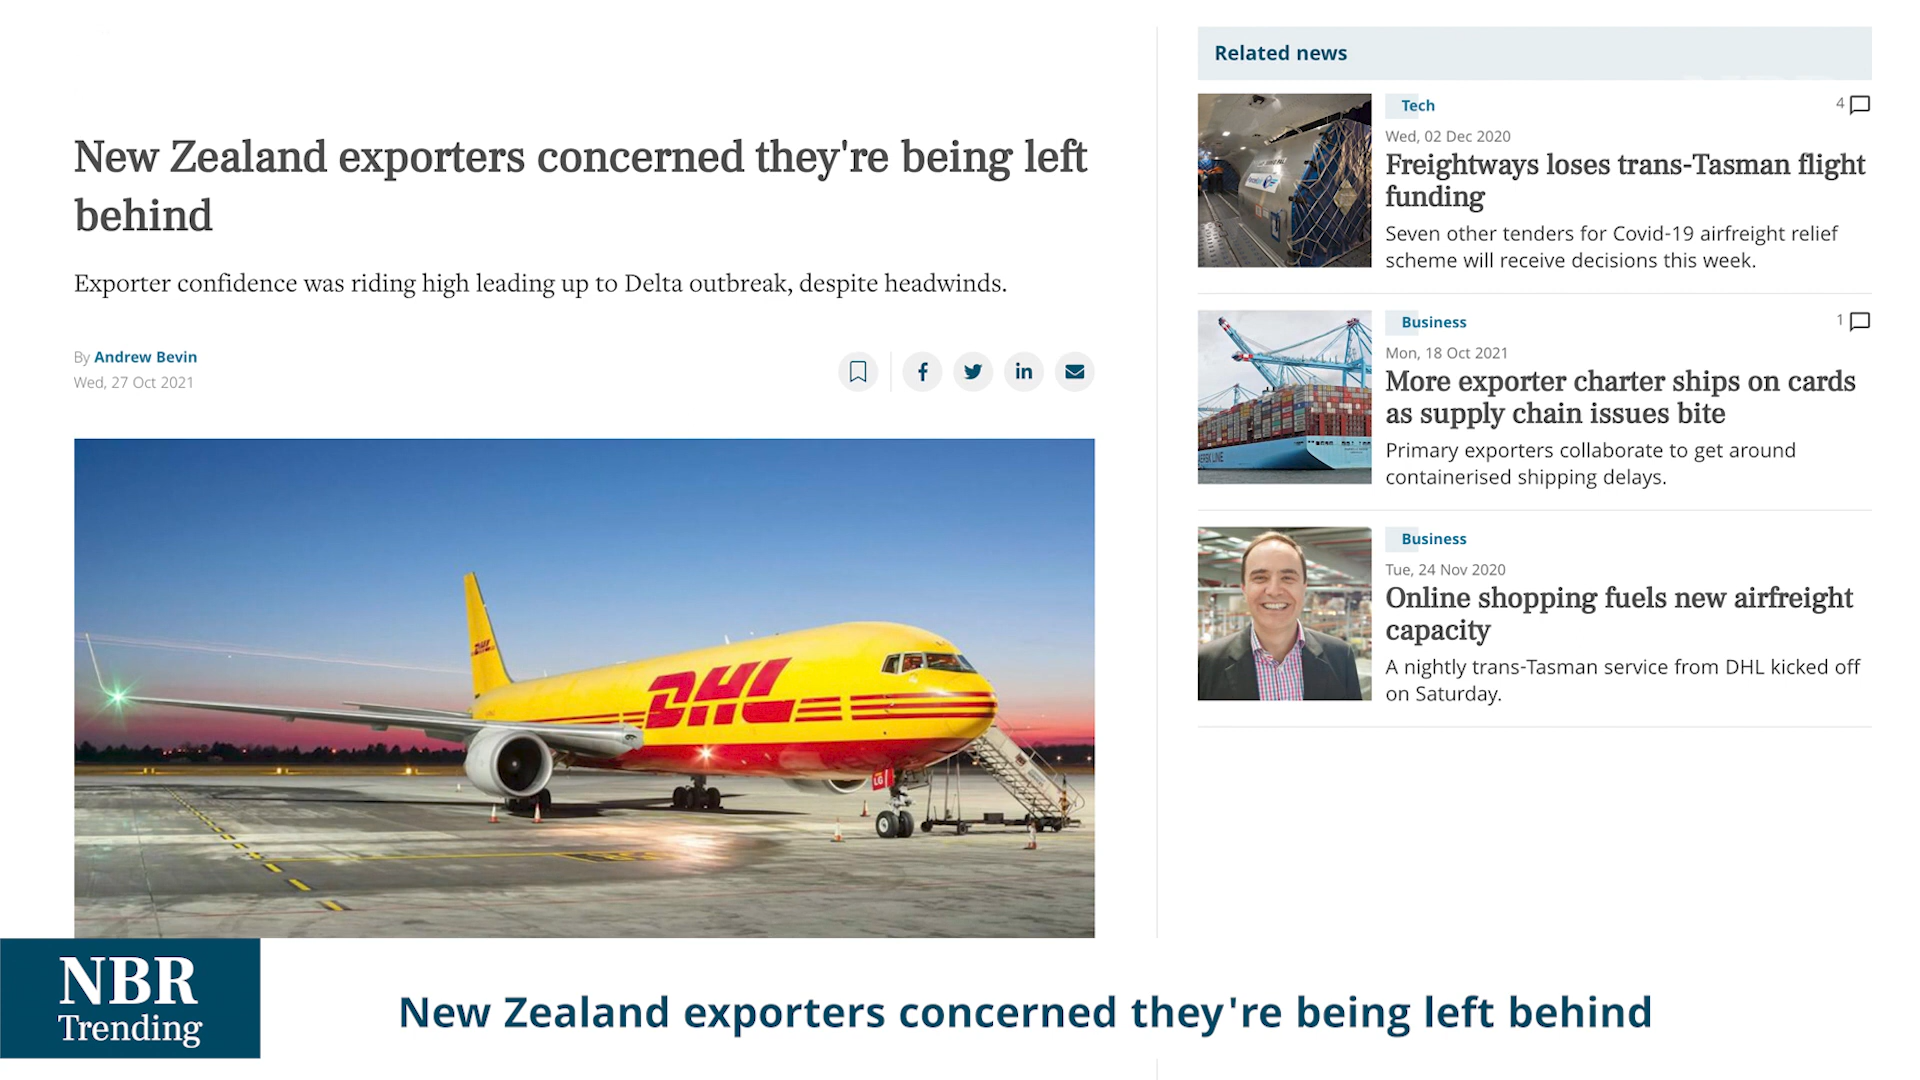 New Zealand exporters concerned they're being left
behind
Exporter confidence was riding high leading up to Delta outbreak, despite headwinds.
By Andrew Bevin
Wed, 27 Oct 2021
DHL
DHL
LG
Related news
Tech
4
Wed, 02 Dec 2020
Freightways loses trans-Tasman flight
funding
Seven other tenders for Covid-19 airfreight relief
scheme will receive decisions this week.
Business
1
Mon, 18 Oct 2021
More exporter charter ships on cards
as supply chain issues bite
Primary exporters collaborate to get around
containerised shipping delays.
Business
Tue, 24 Nov 2020
Online shopping fuels new airfreight
capacity
A nightly trans-Tasman service from DHL kicked off
on Saturday.
NBR
Trending
New Zealand exporters concerned they're being left behind